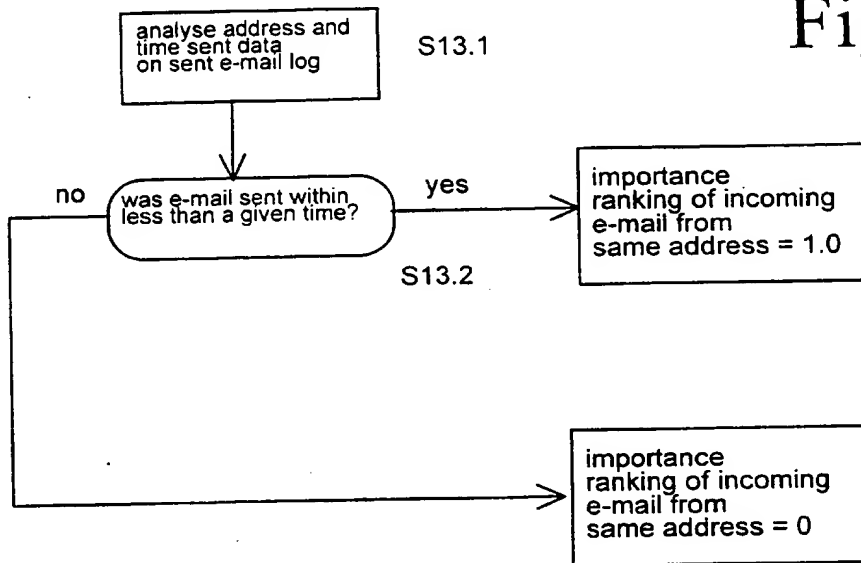 Fi
analyse address and
time sent data
on sent e-mail log
S13.1
no
was e-mail sent within
less than a given time?
yes
importance
ranking of incoming
e-mail from
same address = 1.0
S13.2
importance
ranking of incoming
e-mail from
same address = 0